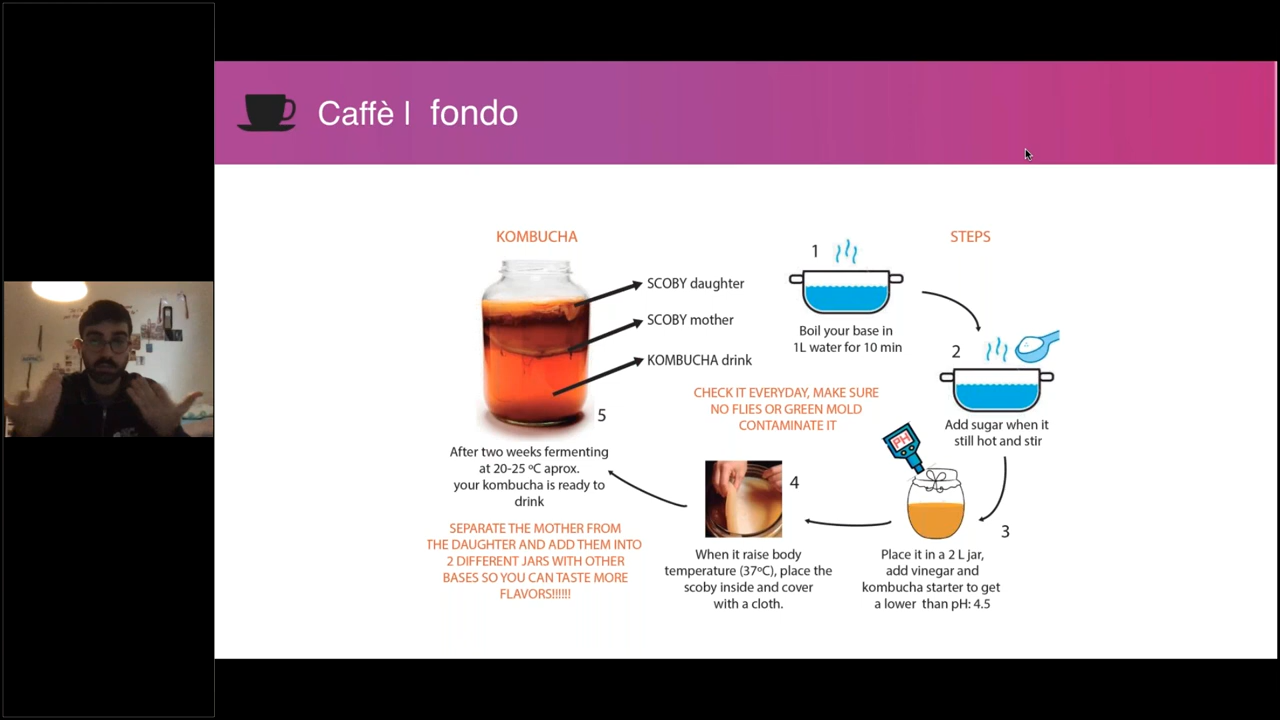 Caffè | fondo
KOMBUCHA
SCOBY daughter
SCOBY mother
KOMBUCHA drink
5
After two weeks fermenting
at 20-25 ºC aprox.
your kombucha is ready to
drink
SEPARATE THE MOTHER FROM
THE DAUGHTER AND ADD THEM INTO
2 DIFFERENT JARS WITH OTHER
BASES SO YOU CAN TASTE MORE
FLAVORS!!!!!!
STEPS
1
Boil your base in
1L water for 10 min
2
Add sugar when it
still hot and stir
CHECK IT EVERYDAY, MAKE SURE
NO FLIES OR GREEN MOLD
CONTAMINATE IT
PH
3
Place it in a 2 L jar,
add vinegar and
kombucha starter to get
a lower than pH: 4.5
4
When it raise body
temperature (37ºC), place the
scoby inside and cover
with a cloth.